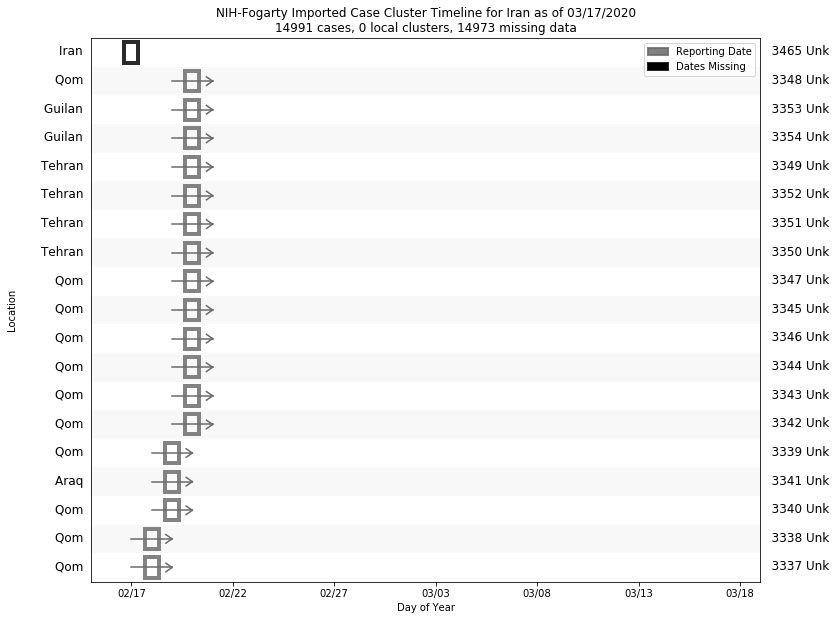 NIH-Fogarty Imported Case Cluster Timeline for Iran as of 03/17/2020
14991 cases, 0 local clusters, 14973 missing data
Reporting Date
Dates Missing
Iran 3465 Unk
Qom 3348 Unk
Guilan 3353 Unk
Guilan 3354 Unk
Tehran 3349 Unk
Tehran 3352 Unk
Tehran 3351 Unk
Tehran 3350 Unk
Qom 3347 Unk
Qom 3345 Unk
Qom 3346 Unk
Qom 3344 Unk
Qom 3343 Unk
Qom 3342 Unk
Qom 3339 Unk
Araq 3341 Unk
Qom 3340 Unk
Qom 3338 Unk
Qom 3337 Unk
Location
02/17 02/22 02/27 03/03 03/08 03/13 03/18
Day of Year